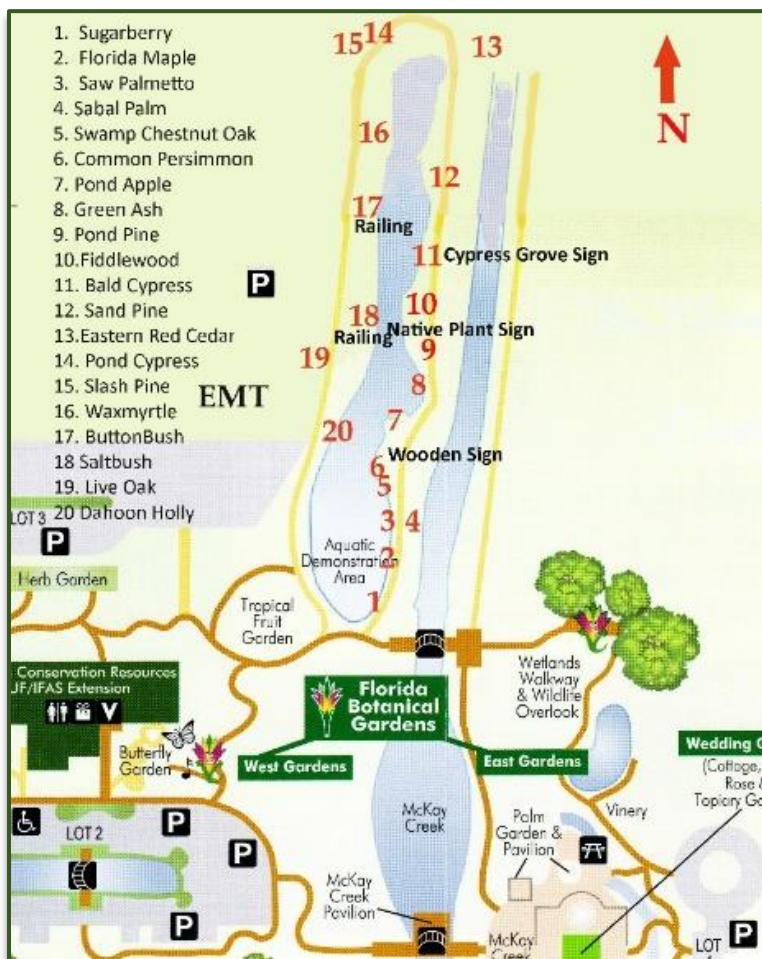 1. Sugarberry
2. Florida Maple
3. Saw Palmetto
4. Sabal Palm
5. Swamp Chestnut Oak
6. Common Persimmon
7. Pond Apple
8. Green Ash
9. Pond Pine
10.Fiddlewood
11. Bald Cypress
12. Sand Pine
13.Eastern Red Cedar
14. Pond Cypress
15. Slash Pine
16. Waxmyrtle
17. ButtonBush
18 Saltbush
19. Live Oak
20 Dahoon Holly
EMT
P
15
14
13
N
16
12
17
Railing
11 Cypress Grove Sign
10
18
Railing
Native Plant Sign
19
9
8
7
20
Wooden Sign
6
5
3
4
2
1
LOT 3
P
Herb Garden
Aquatic
Demonstration
Area
Tropical
Fruit
Garden
Wetlands
Walkway
& Wildlife
Overlook
Conservation Resources
JF/IFAS Extension
V
Florida
Botanical
Gardens
West Gardens
East Gardens
Butterfly
Garden
Wedding G
(Cottage,
Rose &
Topiary Ga
McKay
Creek
Vinery
LOT 2
P
P
P
Palm
Garden &
Pavilion
McKay
Creek
Pavilion
McKay
Creek
LOT
P